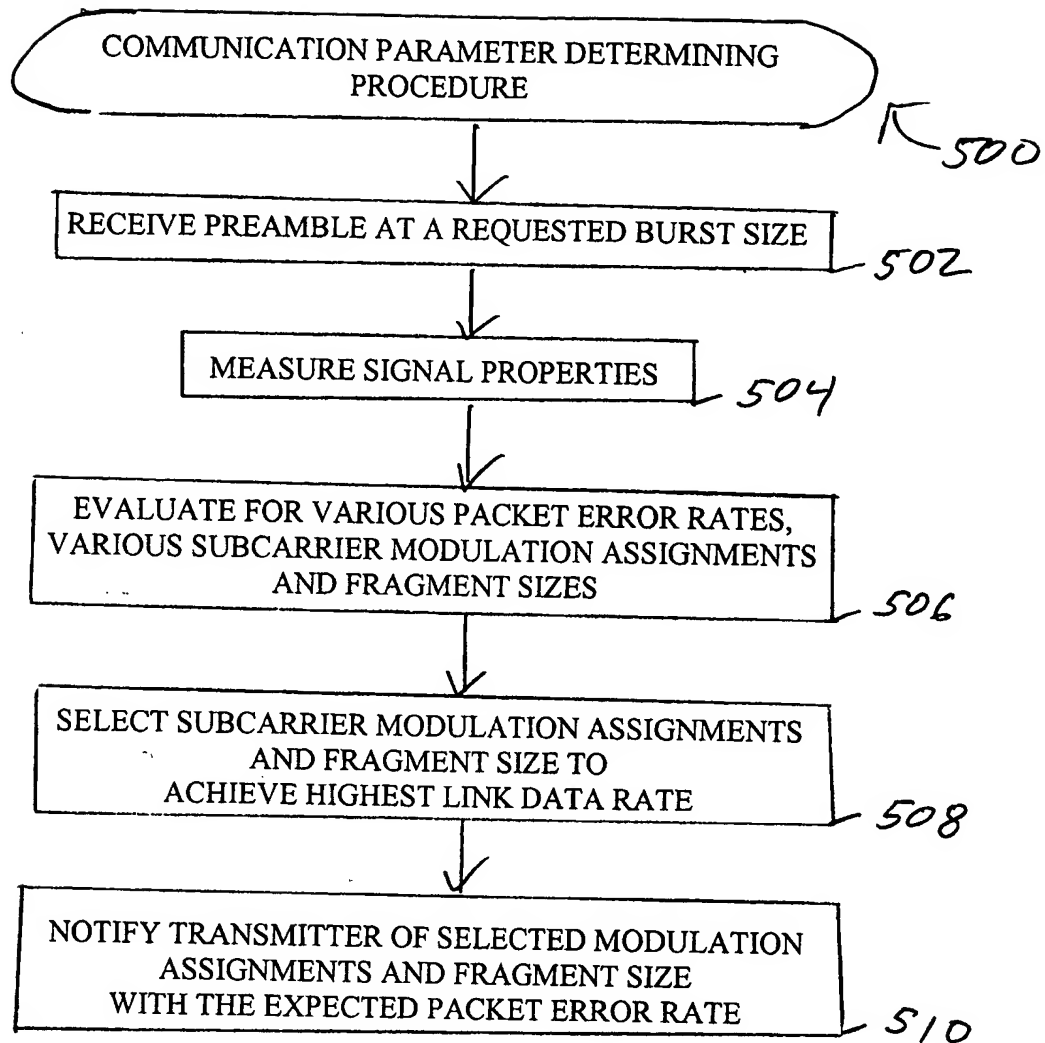 COMMUNICATION PARAMETER DETERMINING
PROCEDURE
500
RECEIVE PREAMBLE AT A REQUESTED BURST SIZE
502
MEASURE SIGNAL PROPERTIES
504
EVALUATE FOR VARIOUS PACKET ERROR RATES,
VARIOUS SUBCARRIER MODULATION ASSIGNMENTS
AND FRAGMENT SIZES
506
SELECT SUBCARRIER MODULATION ASSIGNMENTS
AND FRAGMENT SIZE TO
ACHIEVE HIGHEST LINK DATA RATE
508
NOTIFY TRANSMITTER OF SELECTED MODULATION
ASSIGNMENTS AND FRAGMENT SIZE
WITH THE EXPECTED PACKET ERROR RATE
510